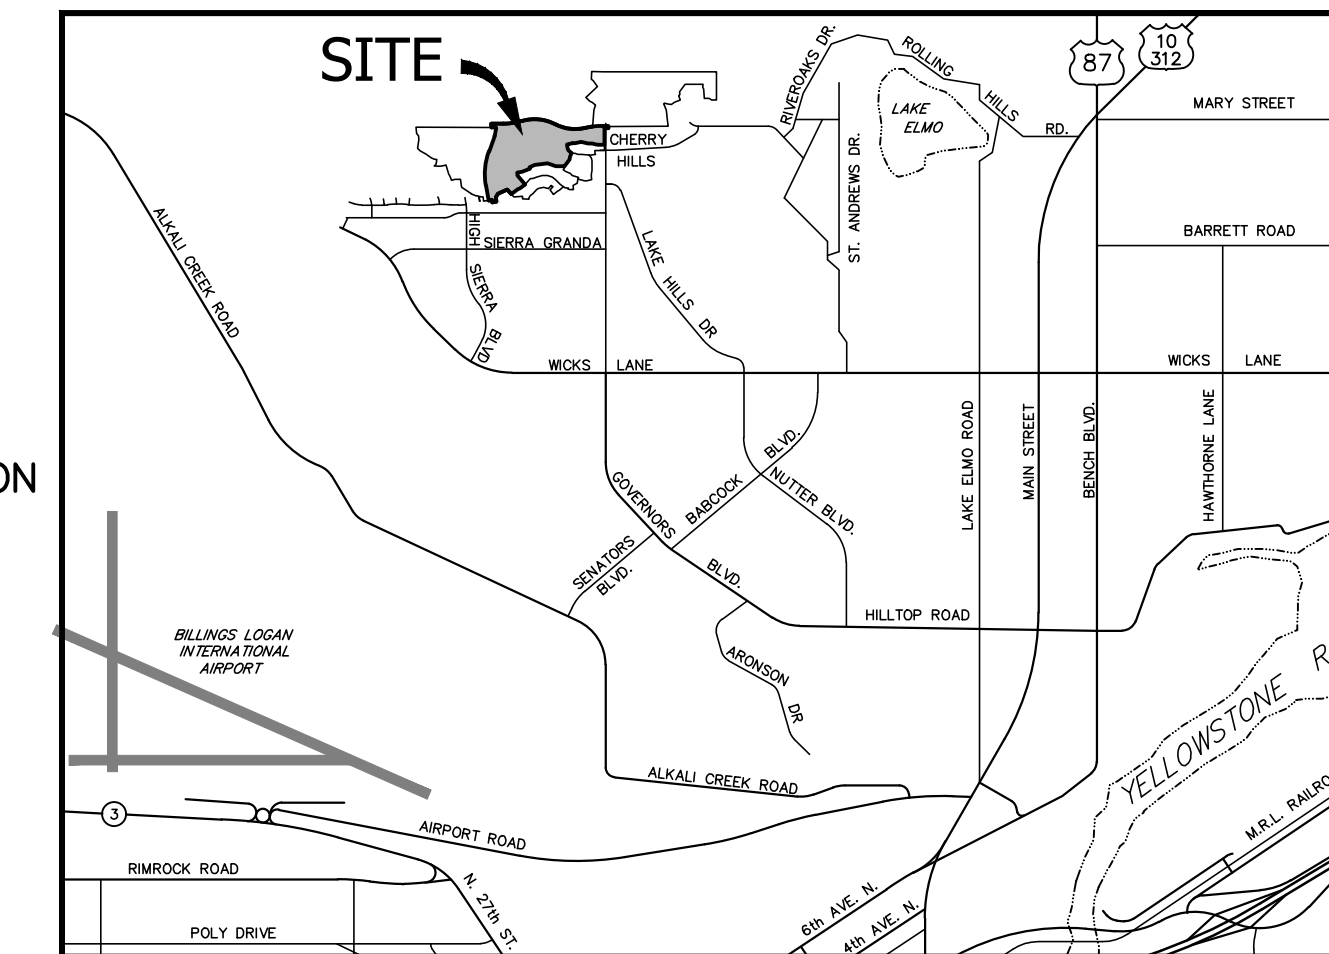 SITE
87
10
312
MARY STREET
RIVEROAKS DR.
ROLLING
HILLS
RD.
LAKE
ELMO
CHERRY
HILLS
ST. ANDREWS DR.
BARRETT ROAD
ALKALI CREEK ROAD
HIGH
SIERRA
BLVD
SIERRA GRANDA
LAKE
HILLS
DR
WICKS LANE
WICKS LANE
LAKE ELMO ROAD
MAIN STREET
BENCH BLVD.
HAWTHORNE LANE
ON
GOVERNORS
BLVD.
BABCOCK
BLVD.
NUTTER BLVD.
SENATORS
BLVD.
HILLTOP ROAD
BILLINGS LOGAN
INTERNATIONAL
AIRPORT
ARONSON
DR
YELLOWSTONE R
ALKALI CREEK ROAD
M.R.L. RAILRO
3
AIRPORT ROAD
RIMROCK ROAD
N. 27th ST.
6th AVE. N.
4th AVE. N.
POLY DRIVE